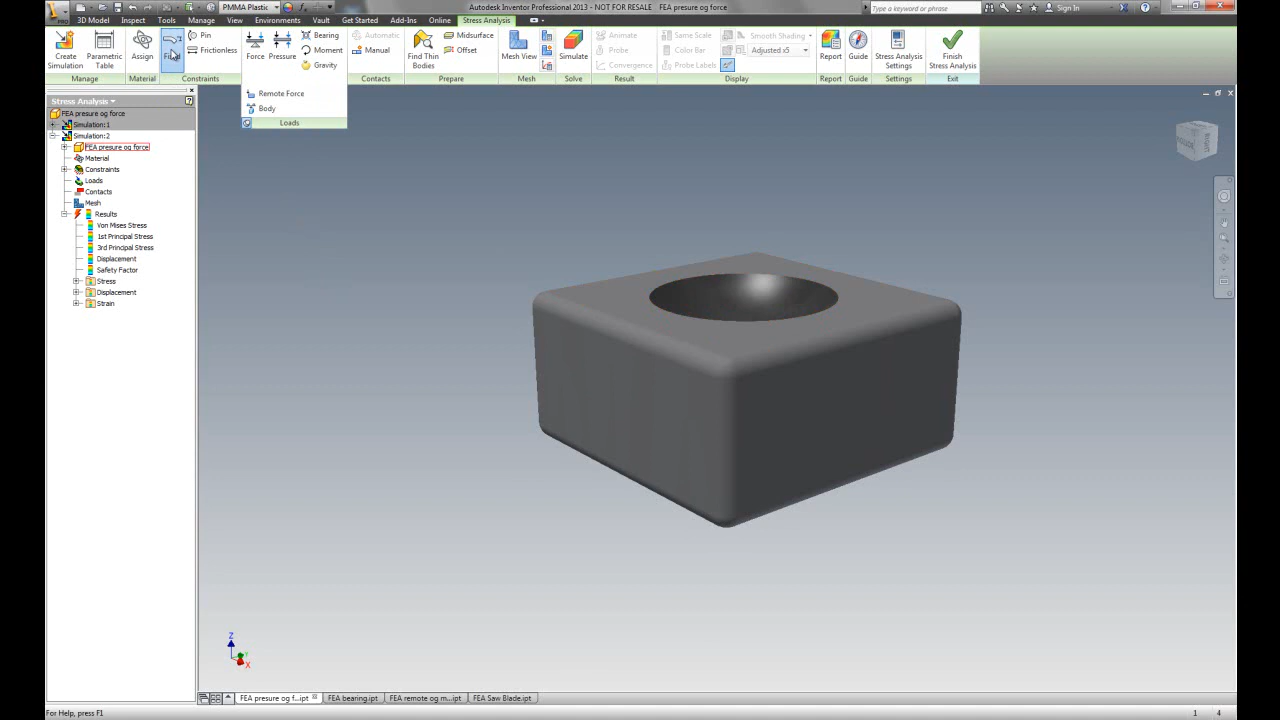 PMMA Plastic
Autodesk Inventor Professional 2013 - NOT FOR RESALE FEA presure og force
Type a keyword or phrase
Sign In
PRO
3D Model Inspect Tools Manage View Environments Vault Get Started Add-Ins Online Stress Analysis
Create Simulation
Parametric Table
Manage
Assign
Material
Pin
Frictionless
Constraints
Force
Pressure
Bearing
Moment
Gravity
Remote Force
Body
Loads
Automatic
Manual
Contacts
Find Thin Bodies
Midsurface
Offset
Prepare
Mesh View
Mesh
Simulate
Solve
Animate
Probe
Convergence
Result
Same Scale
Color Bar
Probe Labels
Smooth Shading
Adjusted x5
Display
Report
Report
Guide
Guide
Stress Analysis Settings
Settings
Finish Stress Analysis
Exit
Stress Analysis
FEA presure og force
Simulation:1
Simulation:2
FEA presure og force
Material
Constraints
Loads
Contacts
Mesh
Results
Von Mises Stress
1st Principal Stress
3rd Principal Stress
Displacement
Safety Factor
Stress
Displacement
Strain
Z
X
FEA presure og f...ipt FEA bearing.ipt FEA remote og m...ipt FEA Saw Blade.ipt
For Help, press F1
1 4